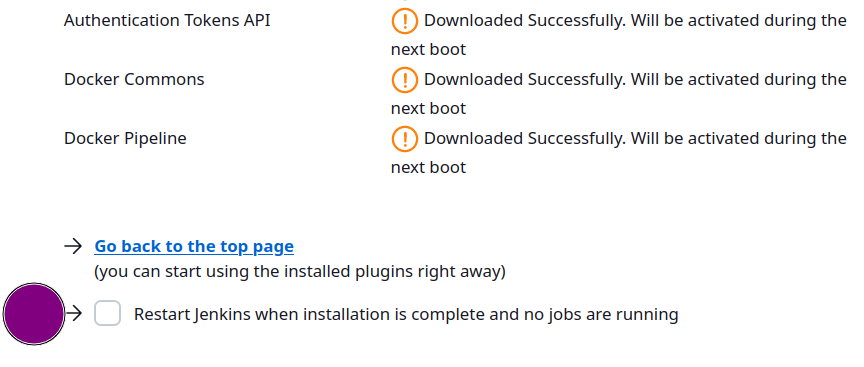 Authentication Tokens API
Downloaded Successfully. Will be activated during the
next boot
Docker Commons
Downloaded Successfully. Will be activated during the
next boot
Docker Pipeline
Downloaded Successfully. Will be activated during the
next boot
Go back to the top page
(you can start using the installed plugins right away)
Restart Jenkins when installation is complete and no jobs are running